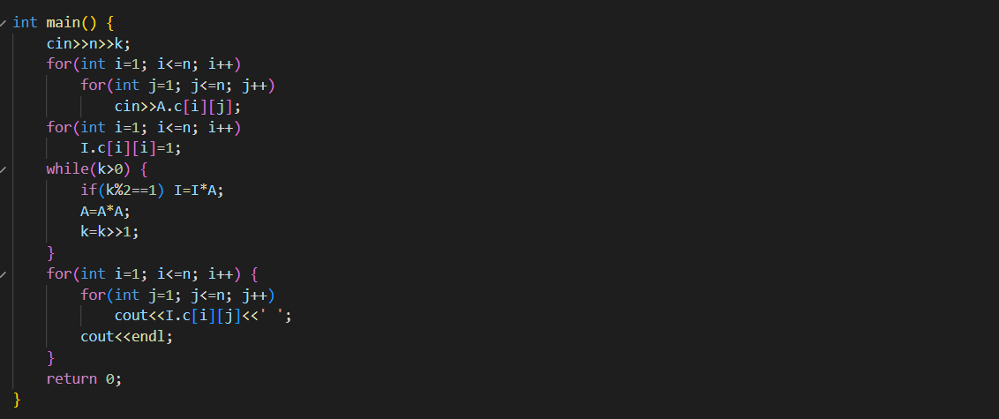 int main() {
    cin>>n>>k;
    for(int i=1; i<=n; i++)
        for(int j=1; j<=n; j++)
            cin>>A.c[i][j];
    for(int i=1; i<=n; i++)
        I.c[i][i]=1;
    while(k>0) {
        if(k%2==1) I=I*A;
        A=A*A;
        k=k>>1;
    }
    for(int i=1; i<=n; i++) {
        for(int j=1; j<=n; j++)
            cout<<I.c[i][j]<<' ';
        cout<<endl;
    }
    return 0;
}